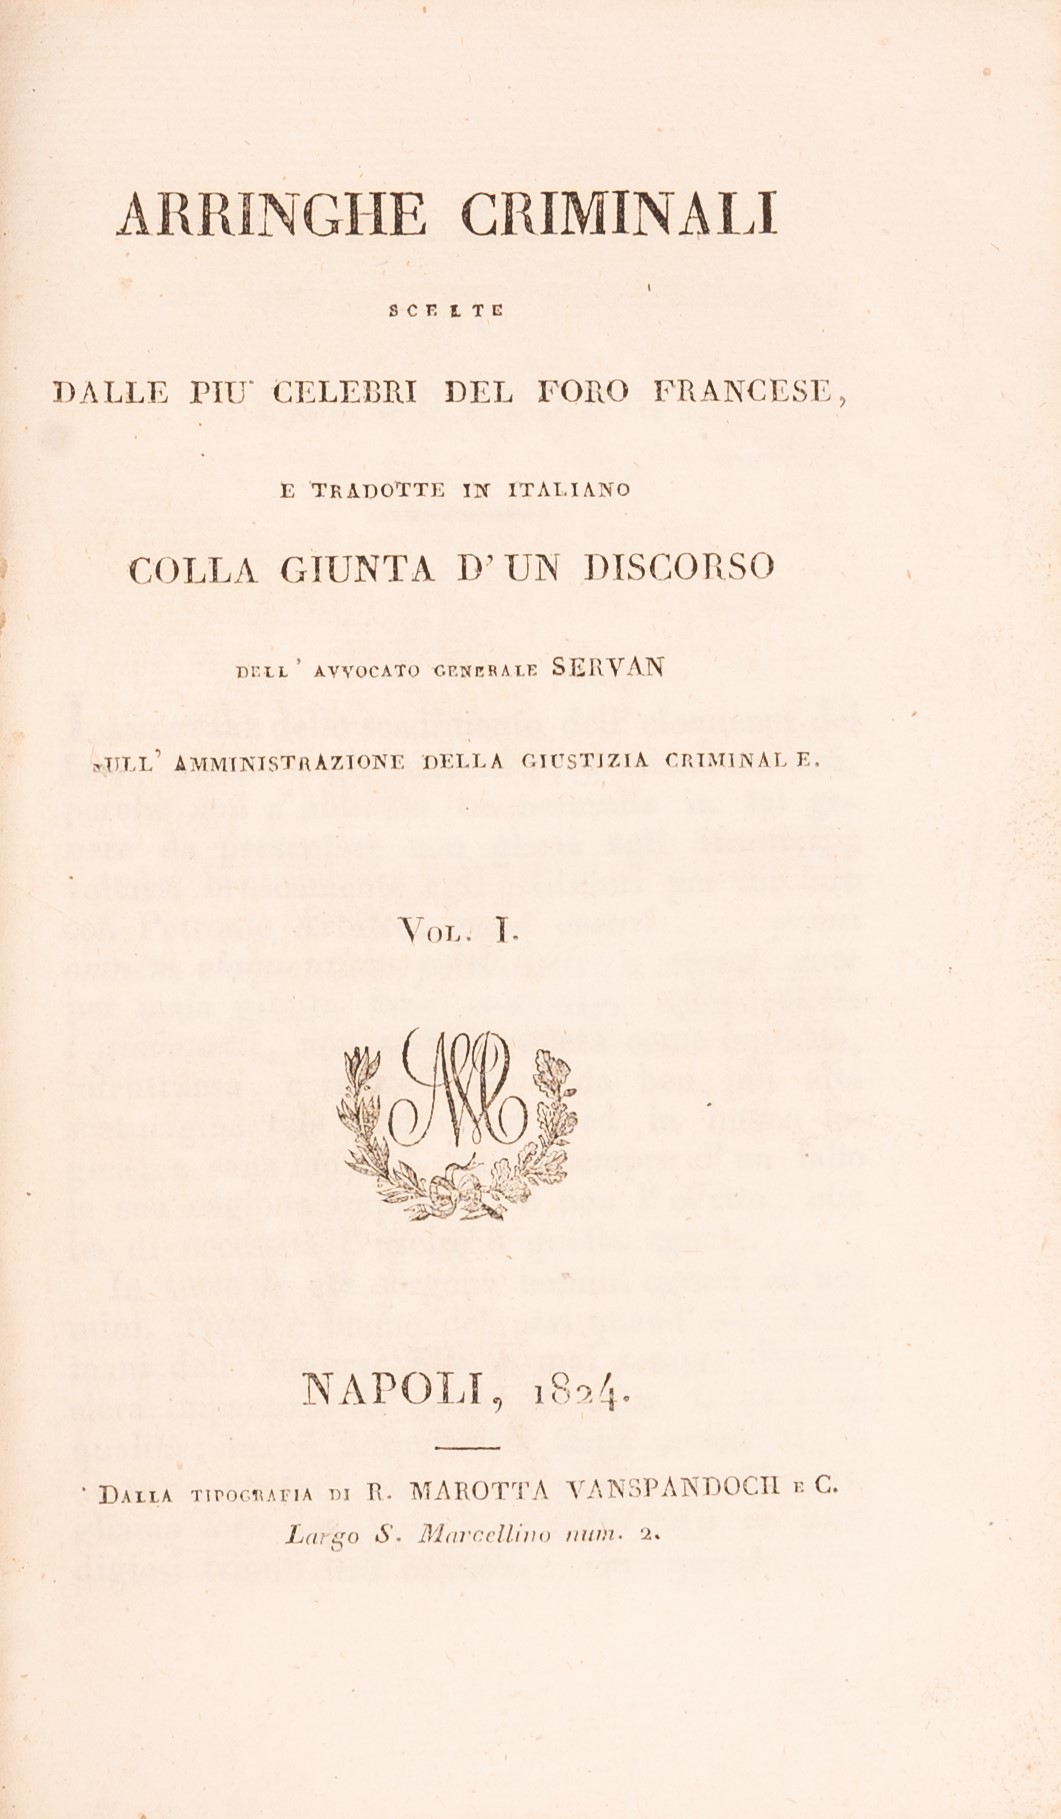 ARRINGHE CRIMINALI
SCELTE
DALLE PIU' CELEBRI DEL FORO FRANCESE,
E TRADOTTE IN ITALIANO
COLLA GIUNTA D'UN DISCORSO
DELL' AVVOCATO GENERALE SERVAN
SULL' AMMINISTRAZIONE DELLA GIUSTIZIA CRIMINALE.
VOL. I.
NAPOLI, 1824.
DALLA TIPOGRAFIA DI R. MAROTTA VANSPANDOCH E C.
Largo S. Marcellino num. 2.